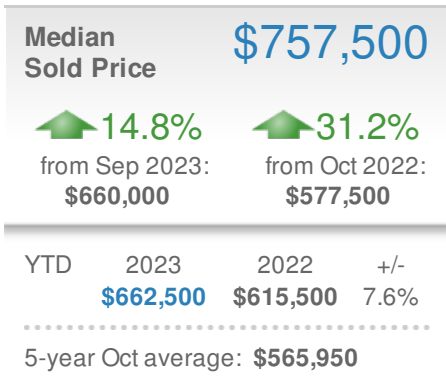 Median
Sold Price
$757,500
14.8%
from Sep 2023:
$660,000
31.2%
from Oct 2022:
$577,500
YTD 2023 2022 +/-
$662,500 $615,500 7.6%
5-year Oct average: $565,950